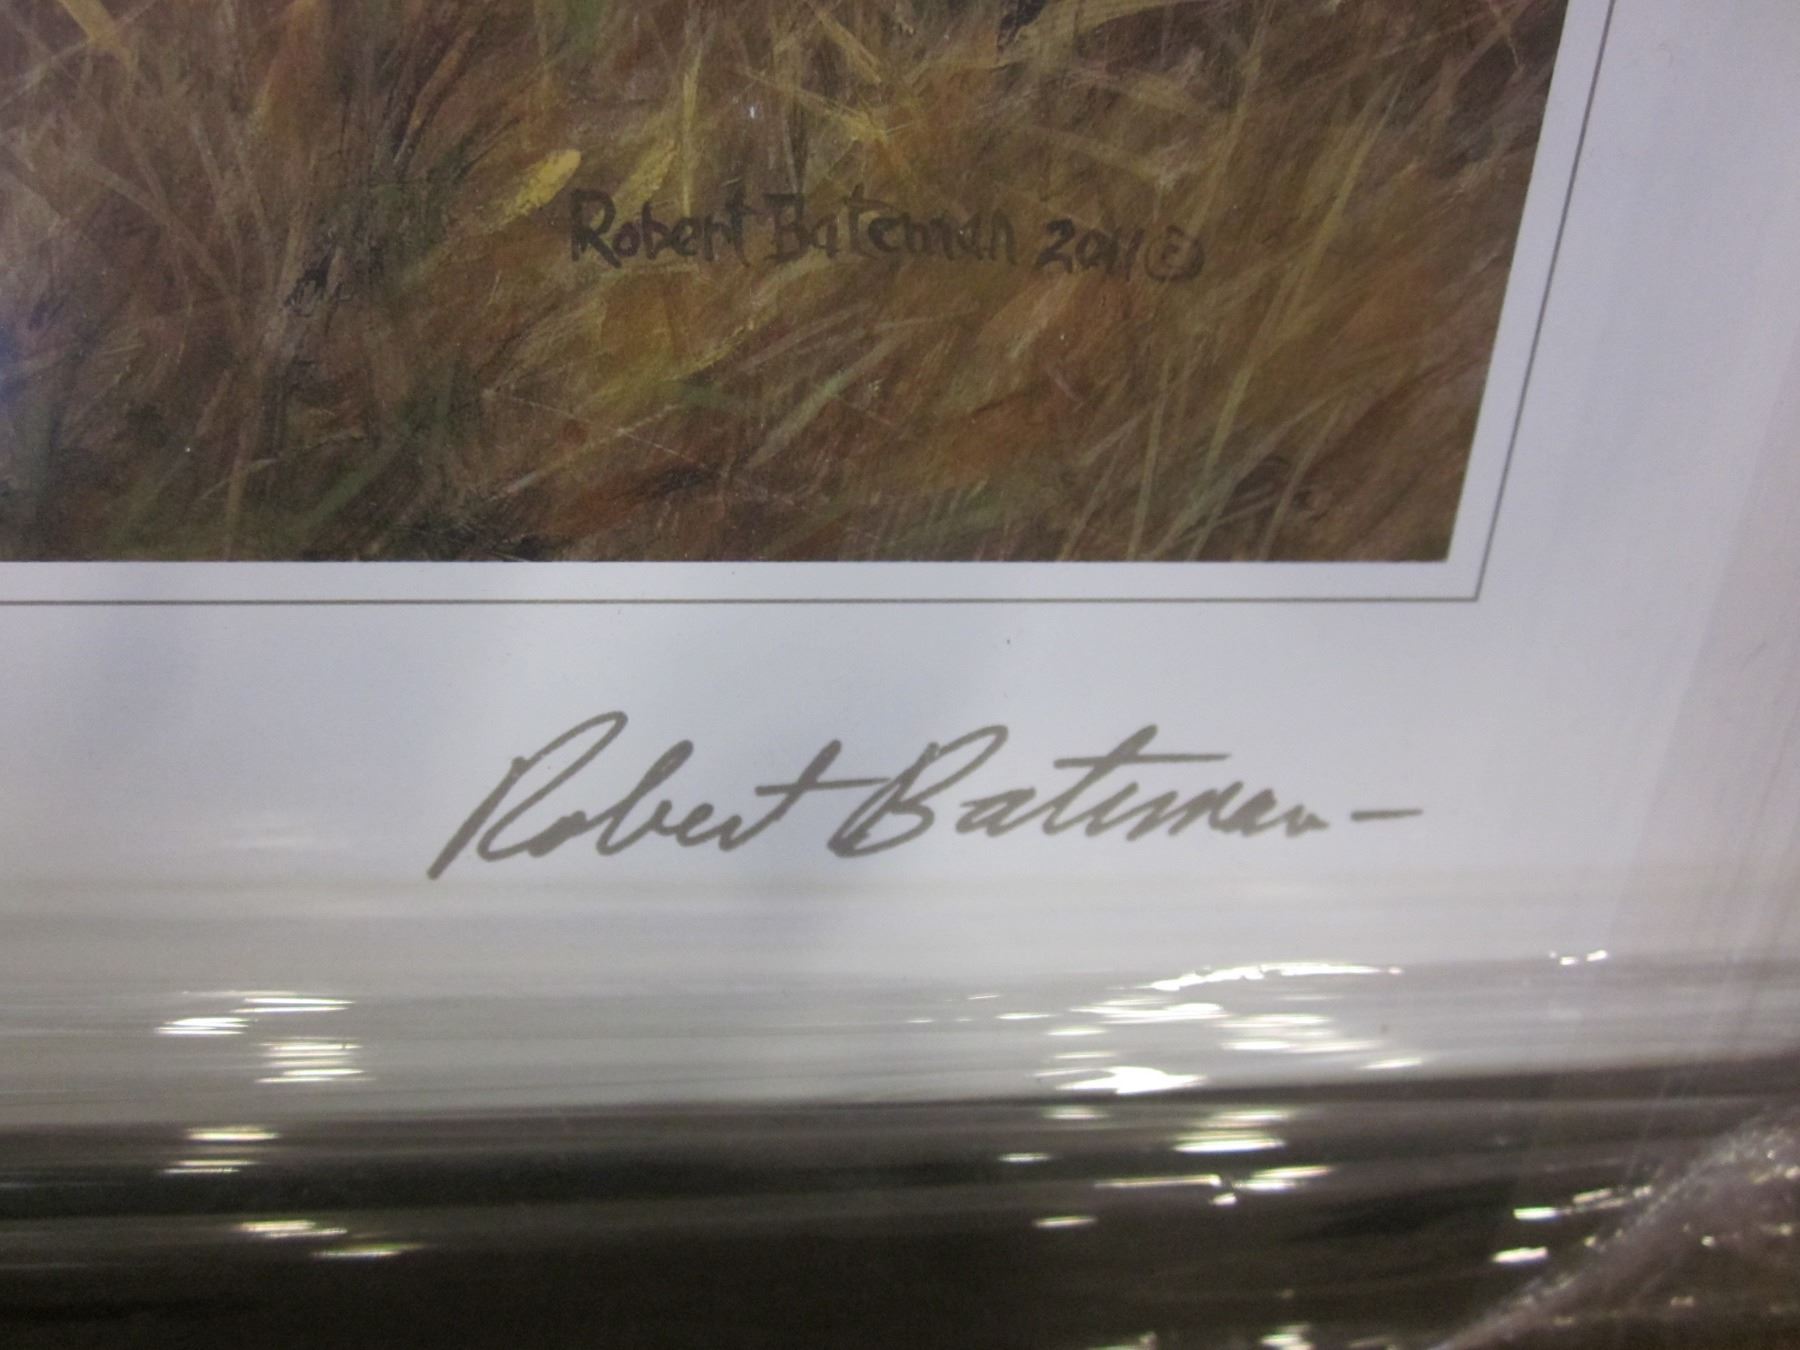 Robert Bateman 2011 ©
Robert Bateman –